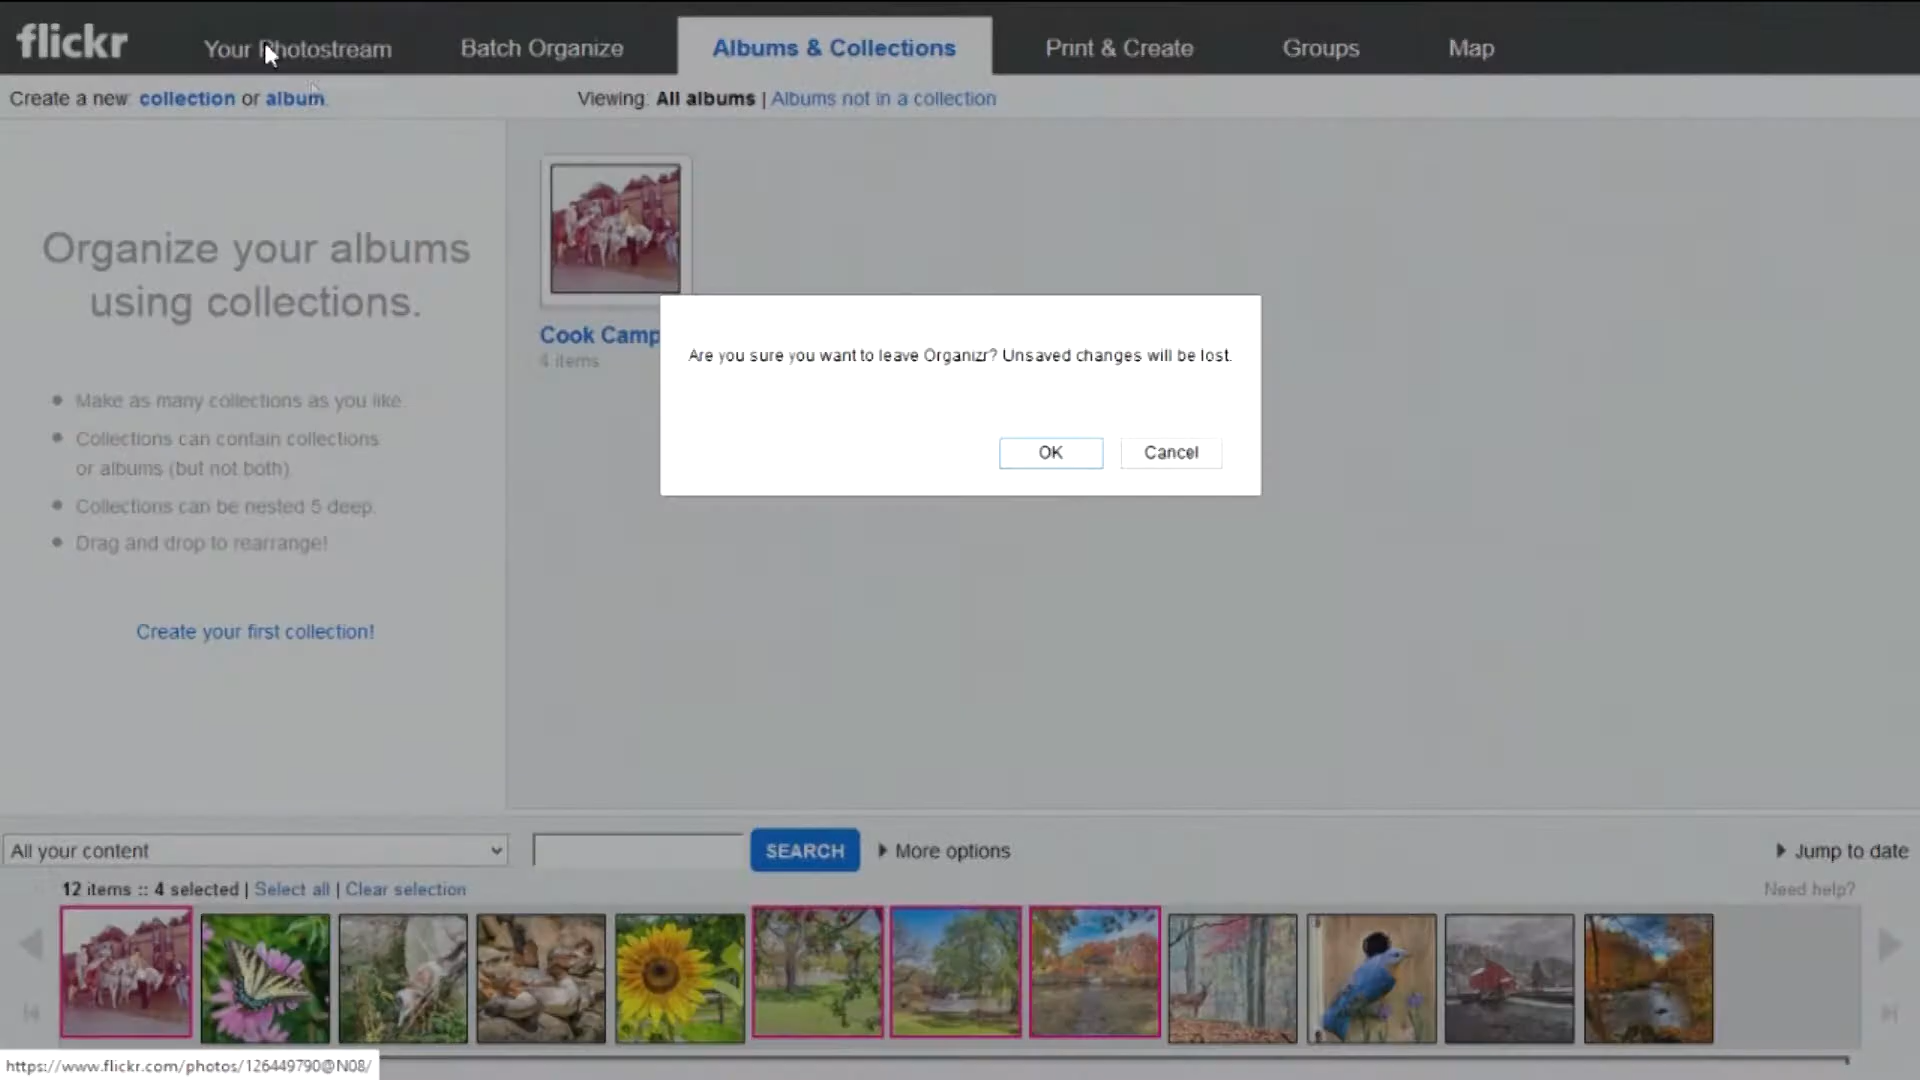 flickr
Your Photostream
Batch Organize
Albums & Collections
Print & Create
Groups
Map
Create a new: collection or album.
Viewing: All albums | Albums not in a collection
Organize your albums
using collections.
Make as many collections as you like.
Collections can contain collections
or albums (but not both).
Collections can be nested 5 deep.
Drag and drop to rearrange!
Create your first collection!
Cook Camp
4 items
Are you sure you want to leave Organizr? Unsaved changes will be lost.
OK
Cancel
All your content
SEARCH
More options
Jump to date
12 items :: 4 selected | Select all | Clear selection
Need help?
https://www.flickr.com/photos/126449790@N08/